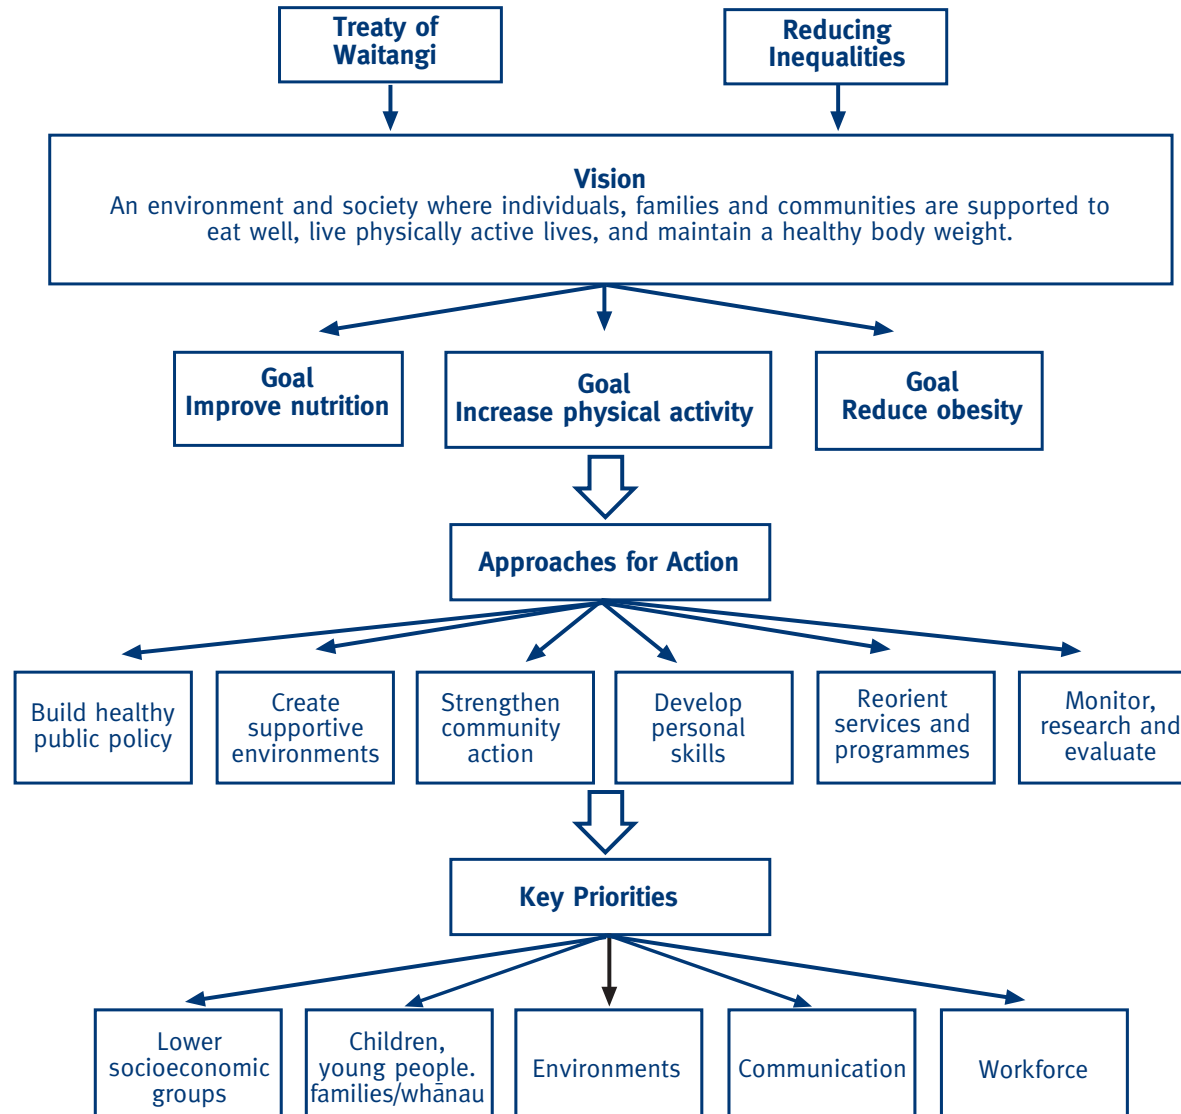 Treaty of
Waitangi
Reducing
Inequalities
Vision
An environment and society where individuals, families and communities are supported to
eat well, live physically active lives, and maintain a healthy body weight.
Goal
Improve nutrition
Goal
Increase physical activity
Goal
Reduce obesity
Approaches for Action
Build healthy
public policy
Create
supportive
environments
Strengthen
community
action
Develop
personal
skills
Reorient
services and
programmes
Monitor,
research and
evaluate
Key Priorities
Lower
socioeconomic
groups
Children,
young people.
families/whānau
Environments
Communication
Workforce